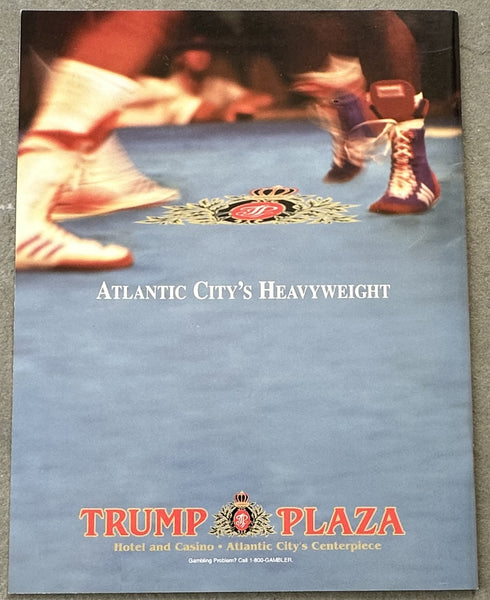 ATLANTIC CITY'S HEAVYWEIGHT
TRUMP PLAZA
Hotel and Casino • Atlantic City's Centerpiece
Gambling Problem? Call 1-800-GAMBLER.